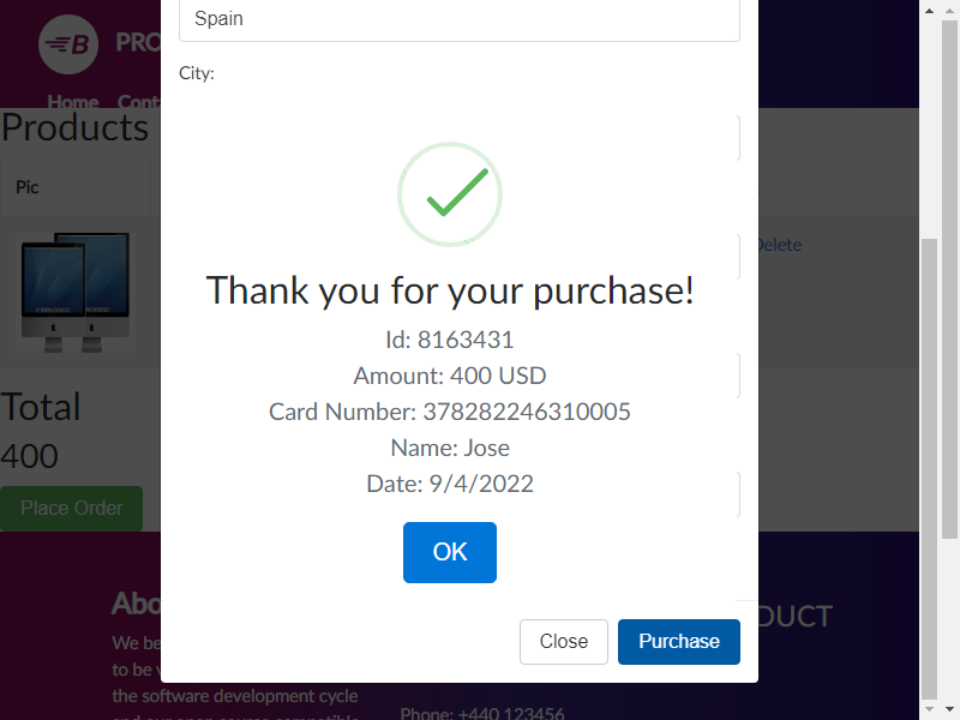 Spain
B PRO
City:
Home Cont
Products
Pic
Delete
Thank you for your purchase!
Id: 8163431
Amount: 400 USD
Card Number: 378282246310005
Name: Jose
Date: 9/4/2022
Total
400
Place Order
OK
Abo
DUCT
Close Purchase
We be
to be
the software development cycle
Phone: +440 123456